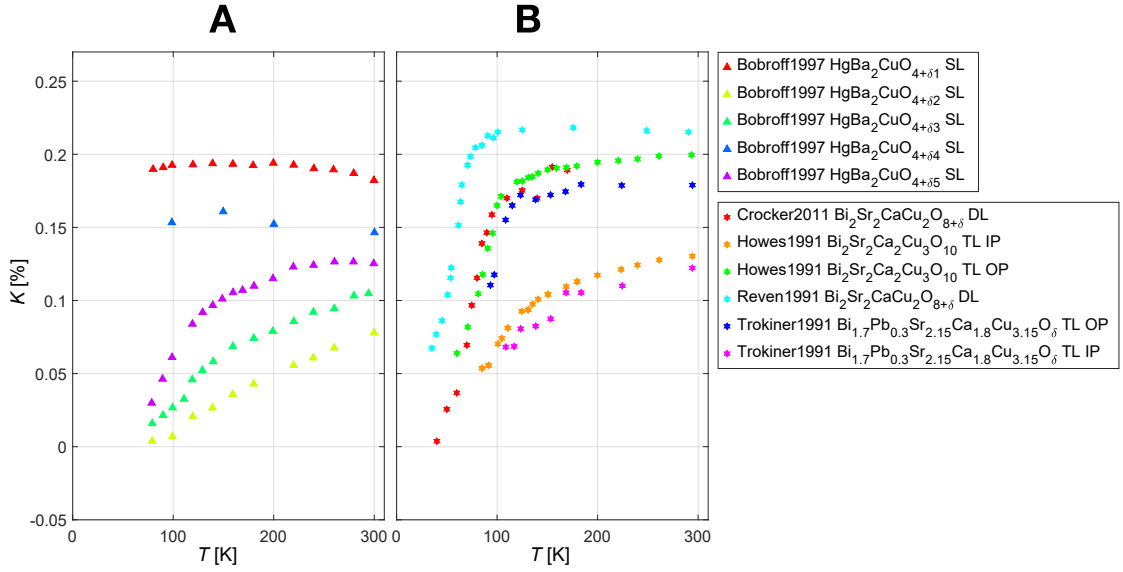 A B
0.25
0.2
0.15
0.1
0.05
0
-0.05
K [%]
0 100 200 300
T [K]
0 100 200 300
T [K]
Bobroff1997 HgBa₂CuO₄₊δ₁ SL
Bobroff1997 HgBa₂CuO₄₊δ₂ SL
Bobroff1997 HgBa₂CuO₄₊δ₃ SL
Bobroff1997 HgBa₂CuO₄₊δ₄ SL
Bobroff1997 HgBa₂CuO₄₊δ₅ SL
Crocker2011 Bi₂Sr₂CaCu₂O₈₊δ DL
Howes1991 Bi₂Sr₂Ca₂Cu₃O₁₀ TL IP
Howes1991 Bi₂Sr₂Ca₂Cu₃O₁₀ TL OP
Reven1991 Bi₂Sr₂CaCu₂O₈₊δ DL
Trokiner1991 Bi₁.₇Pb₀.₃Sr₂.₁₅Ca₁.₈Cu₃.₁₅Oδ TL OP
Trokiner1991 Bi₁.₇Pb₀.₃Sr₂.₁₅Ca₁.₈Cu₃.₁₅Oδ TL IP